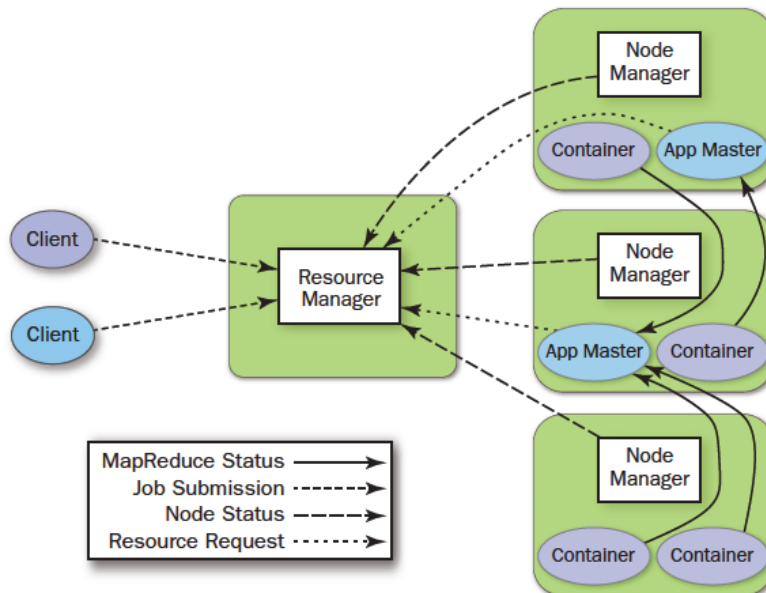 Node
Manager
Container
App Master
Client
Resource
Manager
Node
Manager
Client
App Master
Container
Node
Manager
MapReduce Status
Job Submission
Node Status
Resource Request
Container
Container